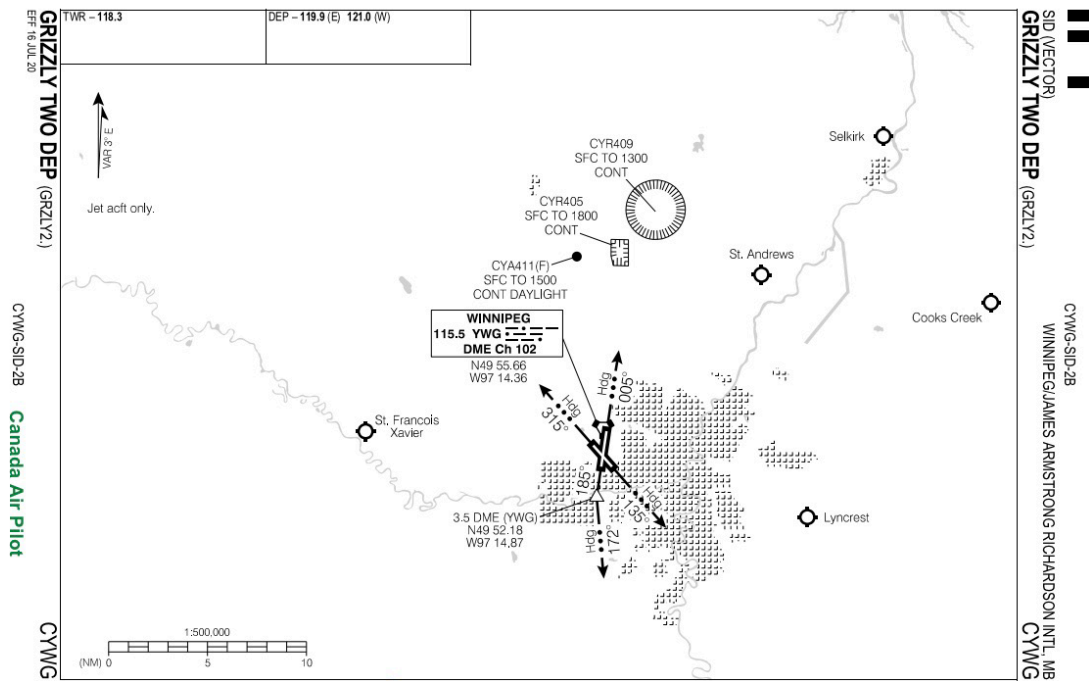 SID (VECTOR)
GRIZZLY TWO DEP (GRZLY2.)
CYWG-SID-2B
WINNIPEG/JAMES ARMSTRONG RICHARDSON INTL, MB
CYWG
TWR – 118.3
DEP – 119.9 (E) 121.0 (W)
VAR 3° E
Jet acft only.
CYR409
SFC TO 1300
CONT
CYR405
SFC TO 1800
CONT
CYA411(F)
SFC TO 1500
CONT DAYLIGHT
Selkirk
St. Andrews
Cooks Creek
WINNIPEG
115.5 YWG
DME Ch 102
N49 55.66
W97 14.36
Hdg
005°
Hdg
315°
St. Francois
Xavier
185°
Hdg
135°
3.5 DME (YWG)
N49 52.18
W97 14.87
Hdg
172°
Lyncrest
1:500,000
(NM) 0 5 10
GRIZZLY TWO DEP (GRZLY2.)
EFF 16 JUL 20
CYWG-SID-2B
Canada Air Pilot
CYWG